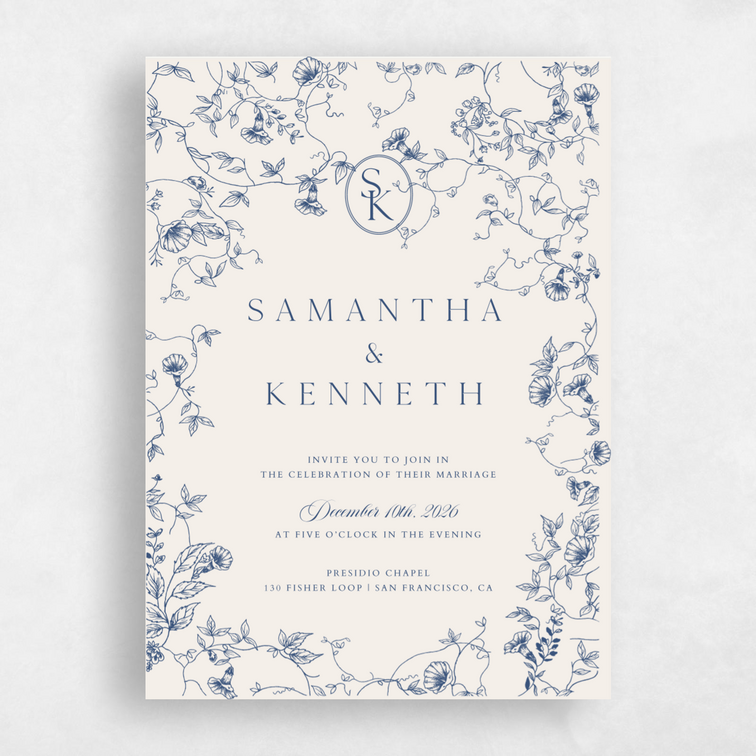 S
K
SAMANTHA
&
KENNETH
INVITE YOU TO JOIN IN
THE CELEBRATION OF THEIR MARRIAGE
December 10th, 2026
AT FIVE O'CLOCK IN THE EVENING
PRESIDIO CHAPEL
130 FISHER LOOP | SAN FRANCISCO, CA